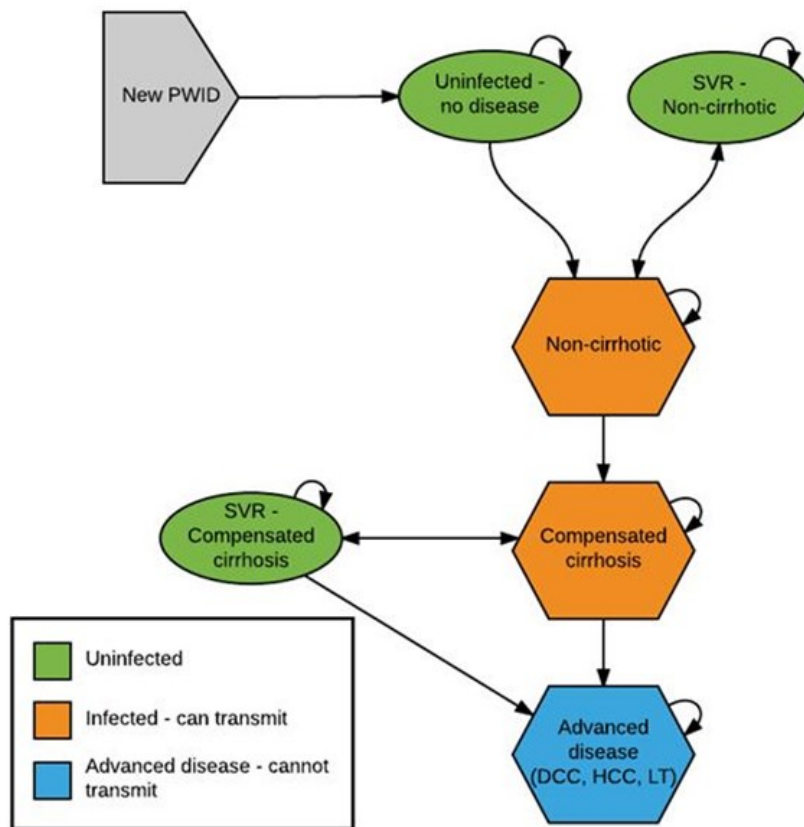 New PWID
Uninfected -
no disease
SVR -
Non-cirrhotic
Non-cirrhotic
SVR -
Compensated
cirrhosis
Compensated
cirrhosis
Advanced
disease
(DCC, HCC, LT)
Uninfected
Infected - can transmit
Advanced disease - cannot
transmit